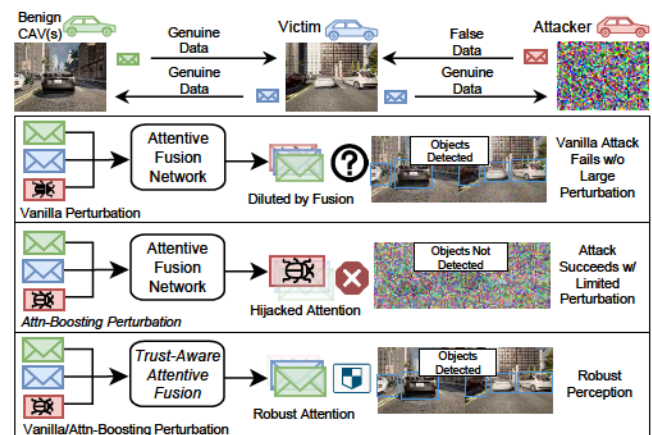 Benign
CAV(s)
Victim
Attacker
Genuine
Data
False
Data
Genuine
Data
Genuine
Data
Attentive
Fusion
Network
Vanilla Perturbation
Diluted by Fusion
Objects
Detected
Vanilla Attack
Fails w/o
Large
Perturbation
Attentive
Fusion
Network
Attn-Boosting Perturbation
Hijacked Attention
Objects Not
Detected
Attack
Succeeds w/
Limited
Perturbation
Trust-Aware
Attentive
Fusion
Vanilla/Attn-Boosting Perturbation
Robust Attention
Objects
Detected
Robust
Perception